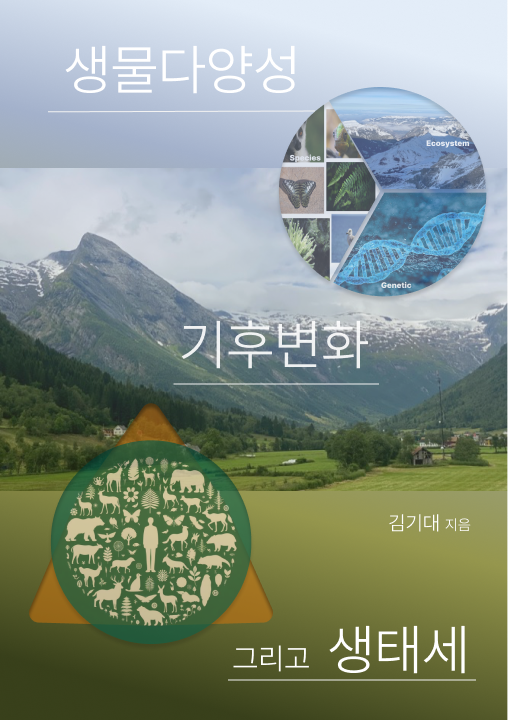 생물다양성
Ecosystem
Species
Genetic
기후변화
김기대 지음
그리고 생태세